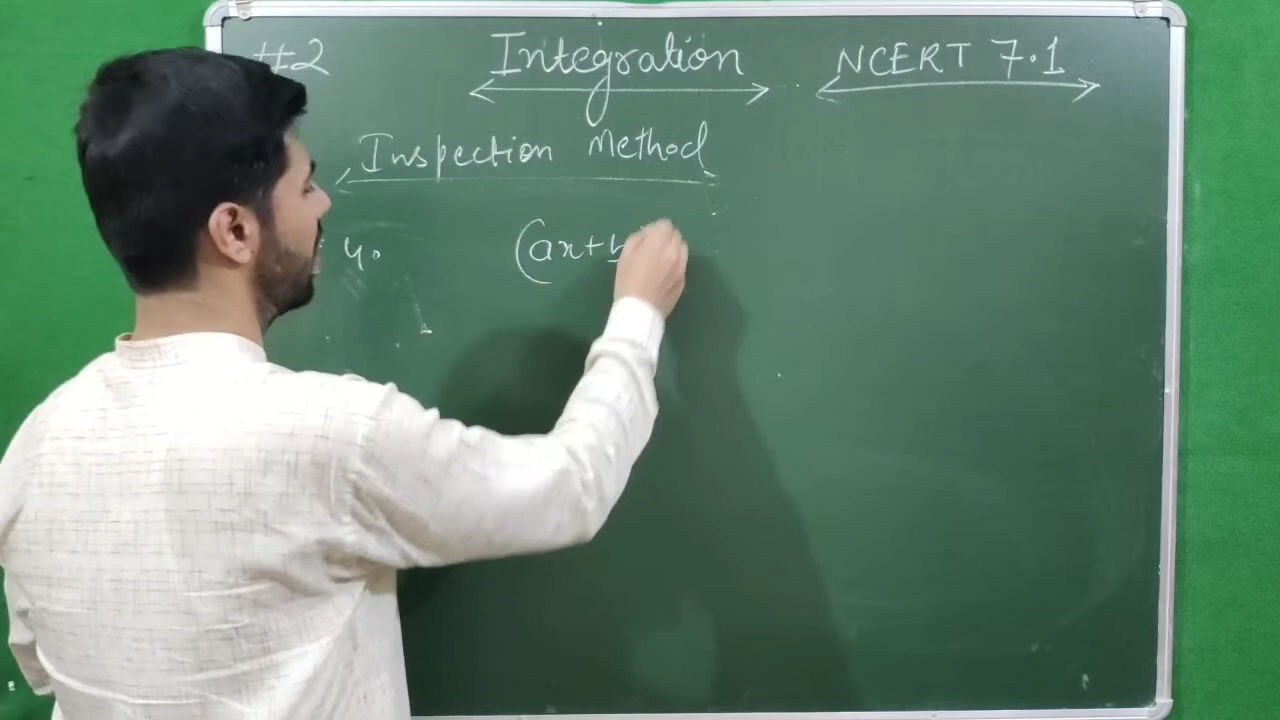 #2 Integration NCERT 7.1
Inspection Method
4. (ax+b